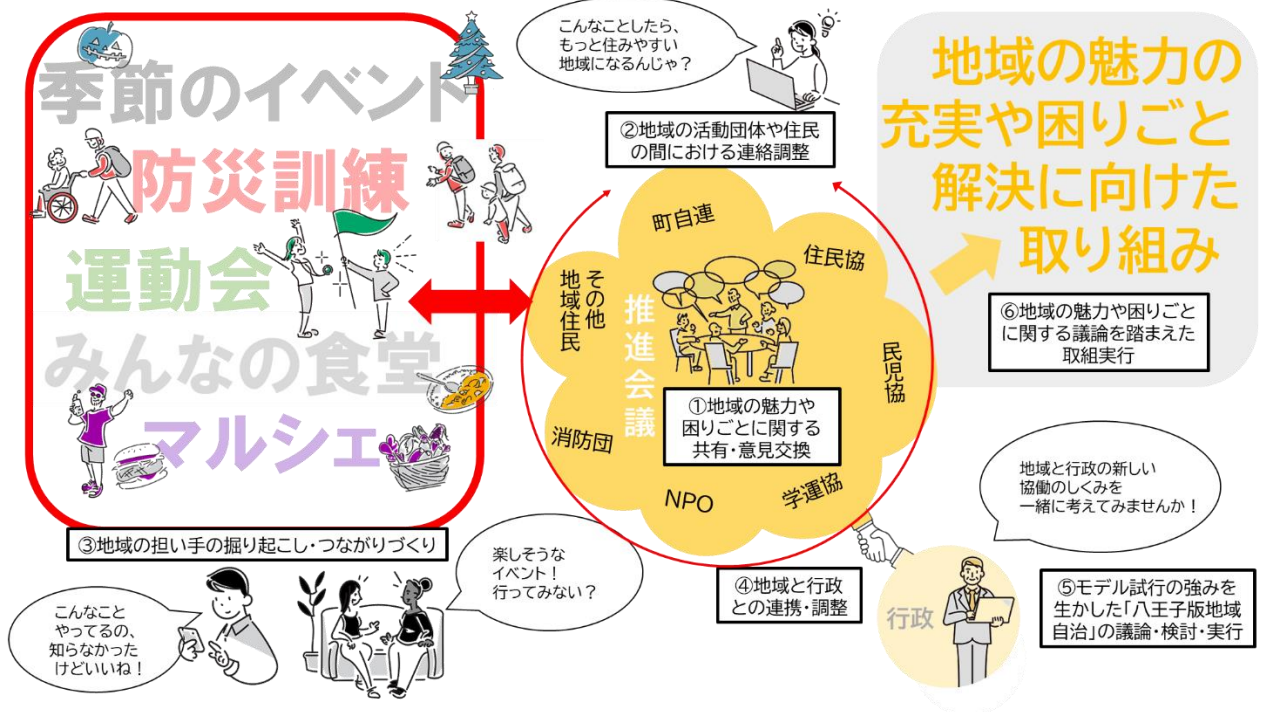 季節のイベント
防災訓練
運動会
みんなの食堂
マルシェ
③地域の担い手の掘り起こし・つながりづくり
こんなこと
やってるの、
知らなかった
けどいいね！
楽しそうな
イベント！
行ってみない？
こんなことしたら、
もっと住みやすい
地域になるんじゃ？
②地域の活動団体や住民
の間における連絡調整
町自連
住民協
民児協
学運協
NPO
消防団
その他
地域住民
推進会議
①地域の魅力や
困りごとに関する
共有・意見交換
④地域と行政
との連携・調整
行政
地域と行政の新しい
協働のしくみを
一緒に考えてみませんか！
⑤モデル試行の強みを
生かした「八王子版地域
自治」の議論・検討・実行
地域の魅力の
充実や困りごと
解決に向けた
取り組み
⑥地域の魅力や困りごと
に関する議論を踏まえた
取組実行